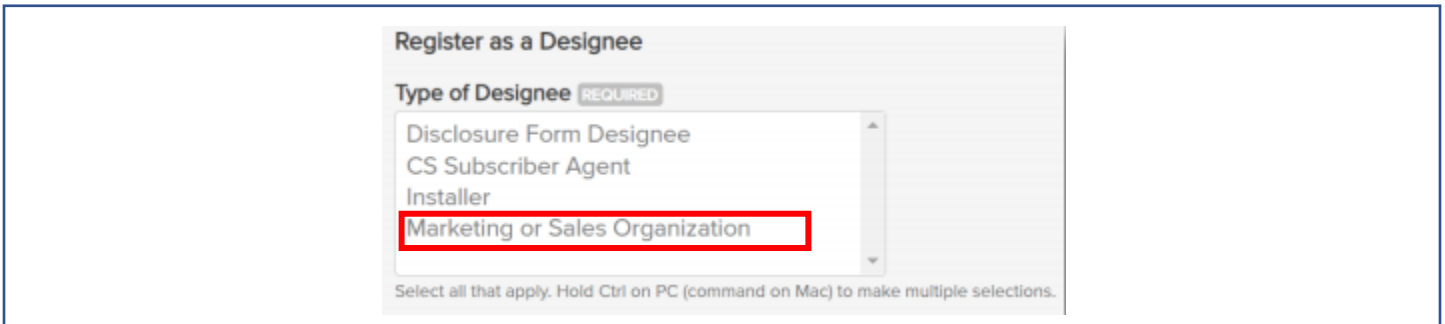 Register as a Designee
Type of Designee REQUIRED
Disclosure Form Designee
CS Subscriber Agent
Installer
Marketing or Sales Organization
Select all that apply. Hold Ctrl on PC (command on Mac) to make multiple selections.